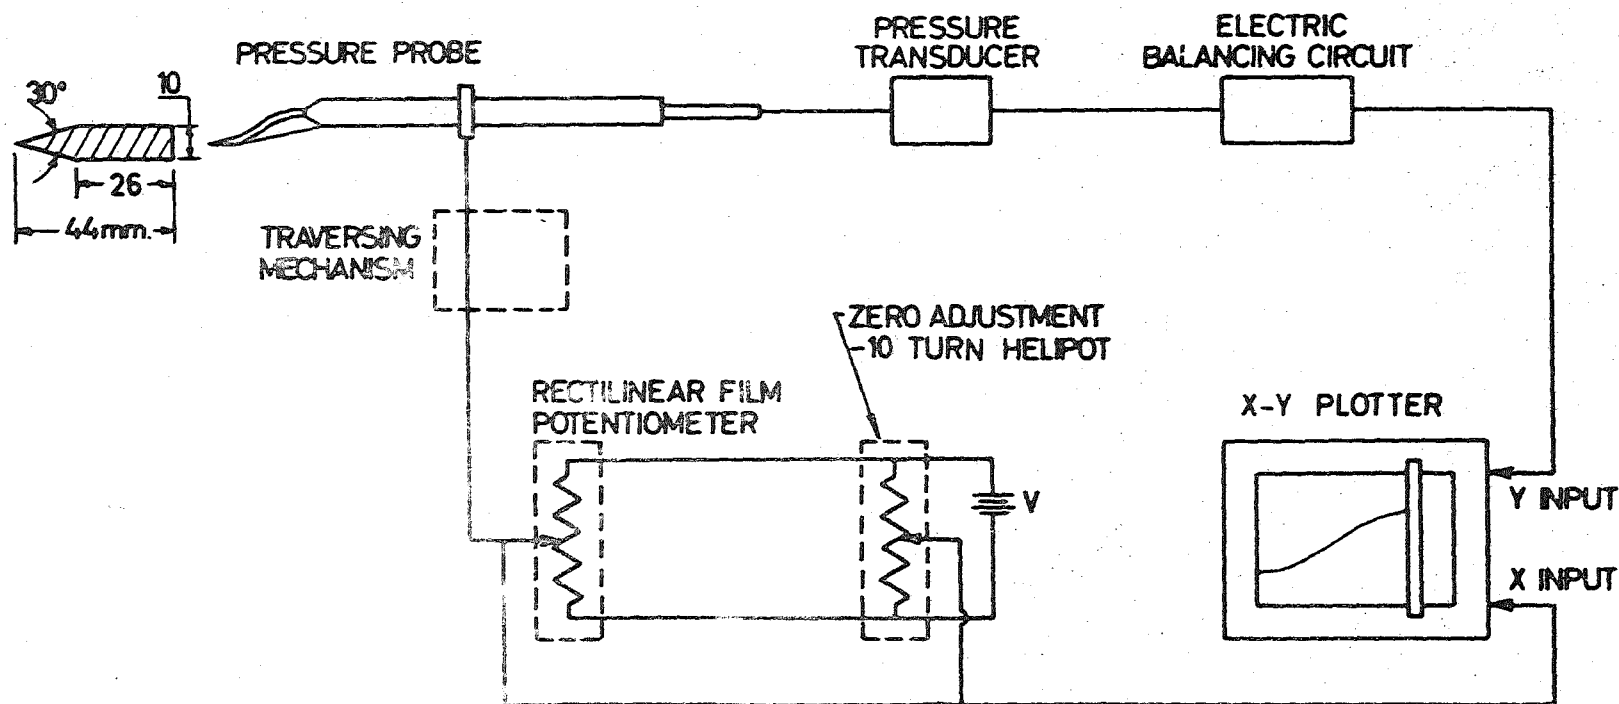 PRESSURE PROBE
30°
10
26
44mm.
PRESSURE
TRANSDUCER
ELECTRIC
BALANCING CIRCUIT
TRAVERSING
MECHANISM
ZERO ADJUSTMENT
-10 TURN HELIPOT
RECTILINEAR FILM
POTENTIOMETER
V
X-Y PLOTTER
Y INPUT
X INPUT